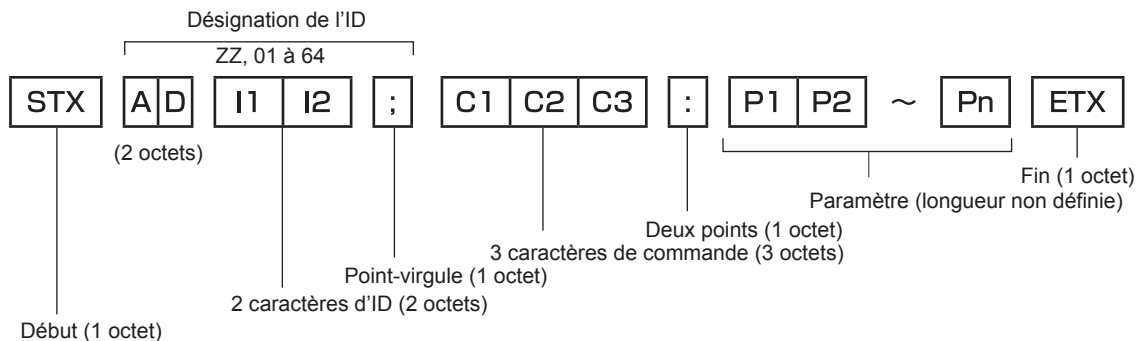 Désignation de l'ID
ZZ, 01 à 64
STX A D I1 I2 ; C1 C2 C3 : P1 P2 ～ Pn ETX
(2 octets)
Fin (1 octet)
Paramètre (longueur non définie)
Deux points (1 octet)
3 caractères de commande (3 octets)
Point-virgule (1 octet)
2 caractères d'ID (2 octets)
Début (1 octet)